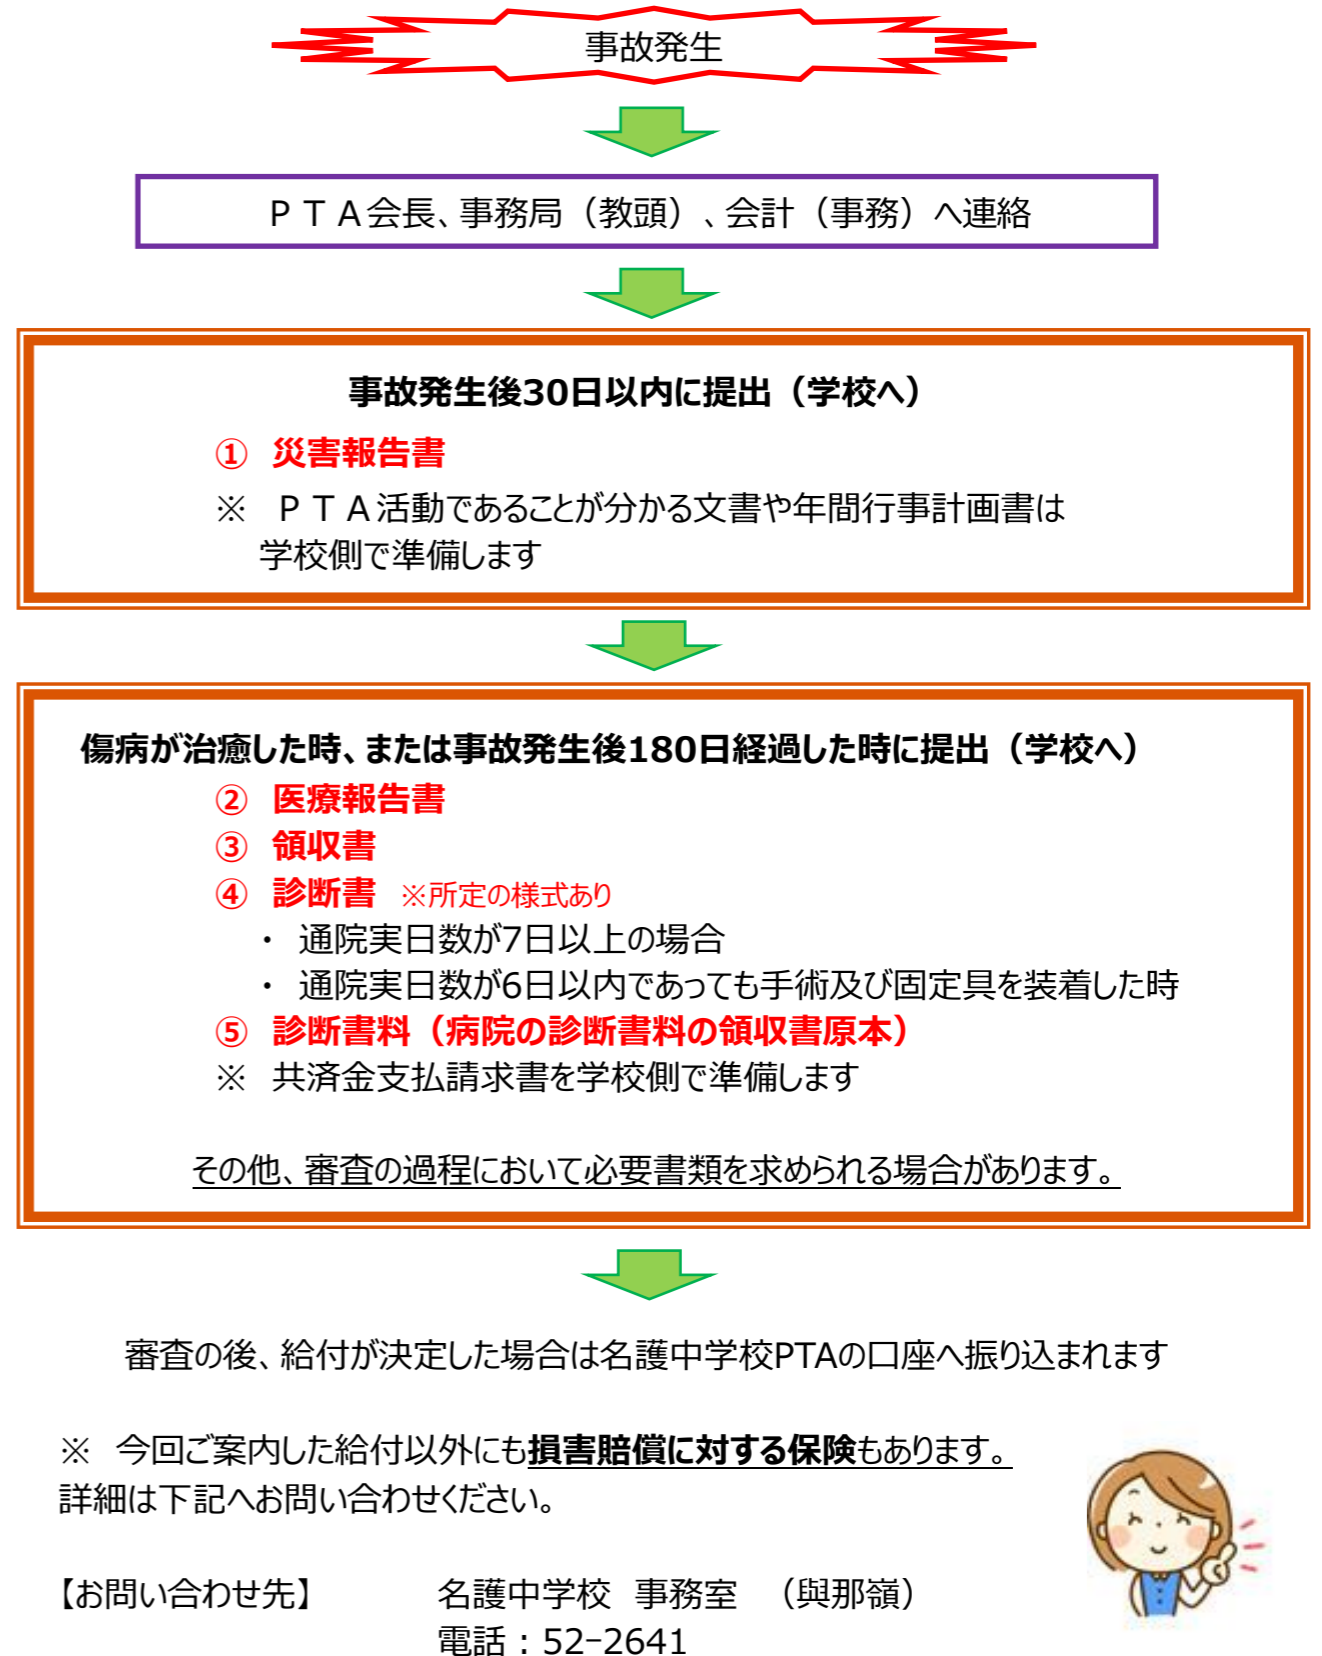 事故発生
ＰＴＡ会長、事務局（教頭）、会計（事務）へ連絡
事故発生後30日以内に提出（学校へ）
① 災害報告書
※　ＰＴＡ活動であることが分かる文書や年間行事計画書は
学校側で準備します
傷病が治癒した時、または事故発生後180日経過した時に提出（学校へ）
② 医療報告書
③ 領収書
④ 診断書 ※所定の様式あり
・ 通院実日数が7日以上の場合
・ 通院実日数が6日以内であっても手術及び固定具を装着した時
⑤ 診断書料（病院の診断書料の領収書原本）
※ 共済金支払請求書を学校側で準備します
その他、審査の過程において必要書類を求められる場合があります。
審査の後、給付が決定した場合は名護中学校PTAの口座へ振り込まれます
※ 今回ご案内した給付以外にも損害賠償に対する保険もあります。
詳細は下記へお問い合わせください。
【お問い合わせ先】 名護中学校 事務室 （與那嶺）
電話：52-2641